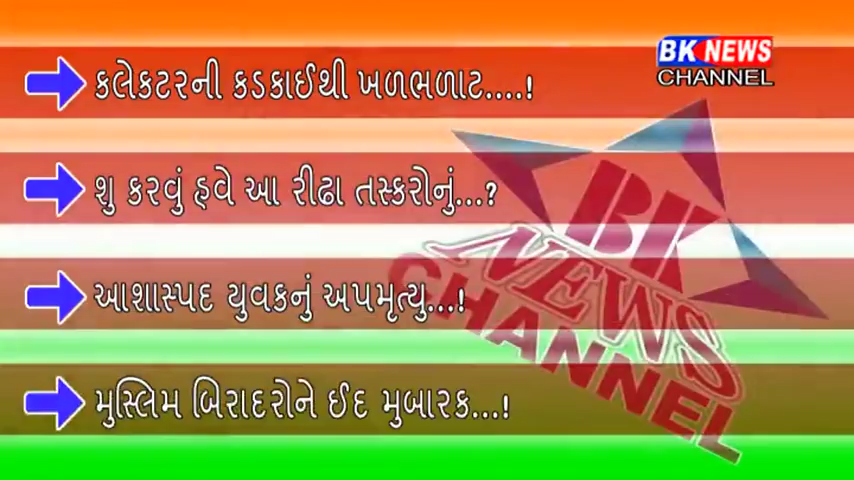 BK NEWS
CHANNEL
કલેકટરની કડકાઈથી ખળભળાટ....!
શુ કરવું હવે આ રીઢા તસ્કરોનું...?
આશાસ્પદ યુવકનું અપમૃત્યુ...!
મુસ્લિમ બિરાદરોને ઈદ મુબારક...!
BK
NEWS
CHANNEL